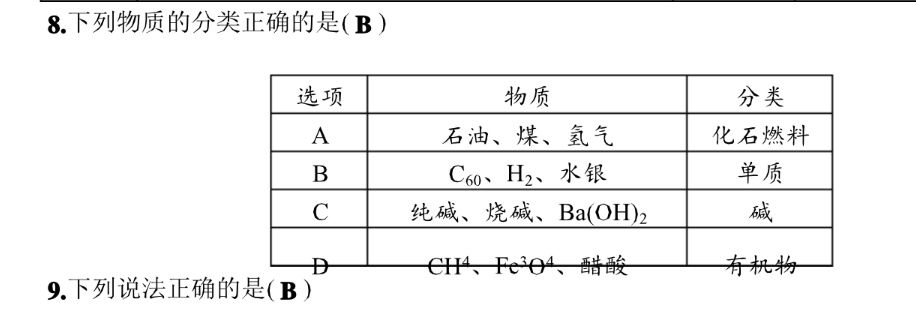 8.下列物质的分类正确的是( B )
选项 物质 分类
A 石油、煤、氢气 化石燃料
B C₆₀、H₂、水银 单质
C 纯碱、烧碱、Ba(OH)₂ 碱
D CH⁴、Fe³O⁴、醋酸 有机物
9.下列说法正确的是( B )